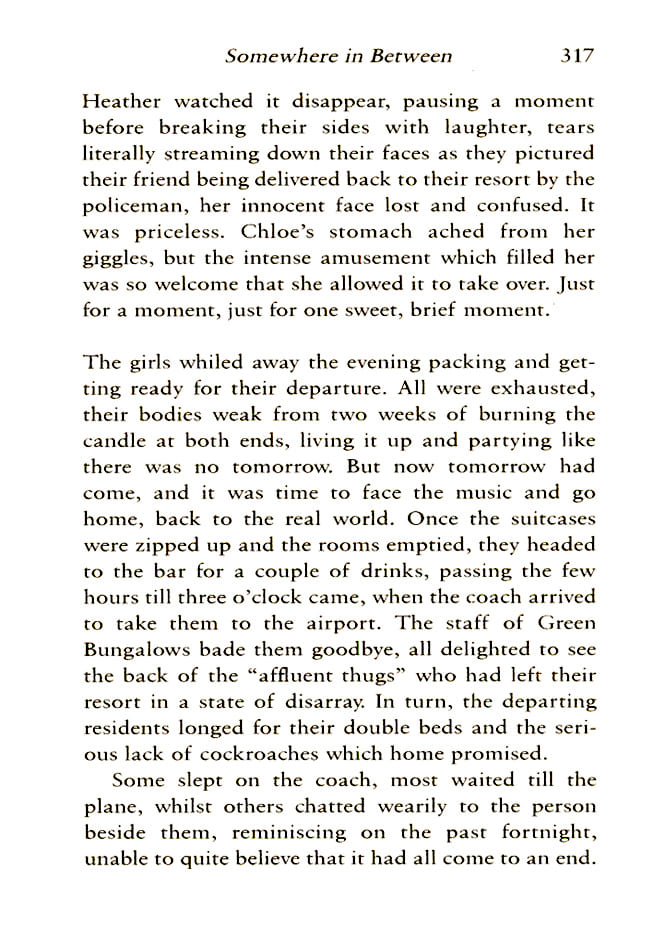 Somewhere in Between 317
Heather watched it disappear, pausing a moment
before breaking their sides with laughter, tears
literally streaming down their faces as they pictured
their friend being delivered back to their resort by the
policeman, her innocent face lost and confused. It
was priceless. Chloe's stomach ached from her
giggles, but the intense amusement which filled her
was so welcome that she allowed it to take over. Just
for a moment, just for one sweet, brief moment.
The girls whiled away the evening packing and get-
ting ready for their departure. All were exhausted,
their bodies weak from two weeks of burning the
candle at both ends, living it up and partying like
there was no tomorrow. But now tomorrow had
come, and it was time to face the music and go
home, back to the real world. Once the suitcases
were zipped up and the rooms emptied, they headed
to the bar for a couple of drinks, passing the few
hours till three o'clock came, when the coach arrived
to take them to the airport. The staff of Green
Bungalows bade them goodbye, all delighted to see
the back of the “affluent thugs” who had left their
resort in a state of disarray. In turn, the departing
residents longed for their double beds and the seri-
ous lack of cockroaches which home promised.
Some slept on the coach, most waited till the
plane, whilst others chatted wearily to the person
beside them, reminiscing on the past fortnight,
unable to quite believe that it had all come to an end.